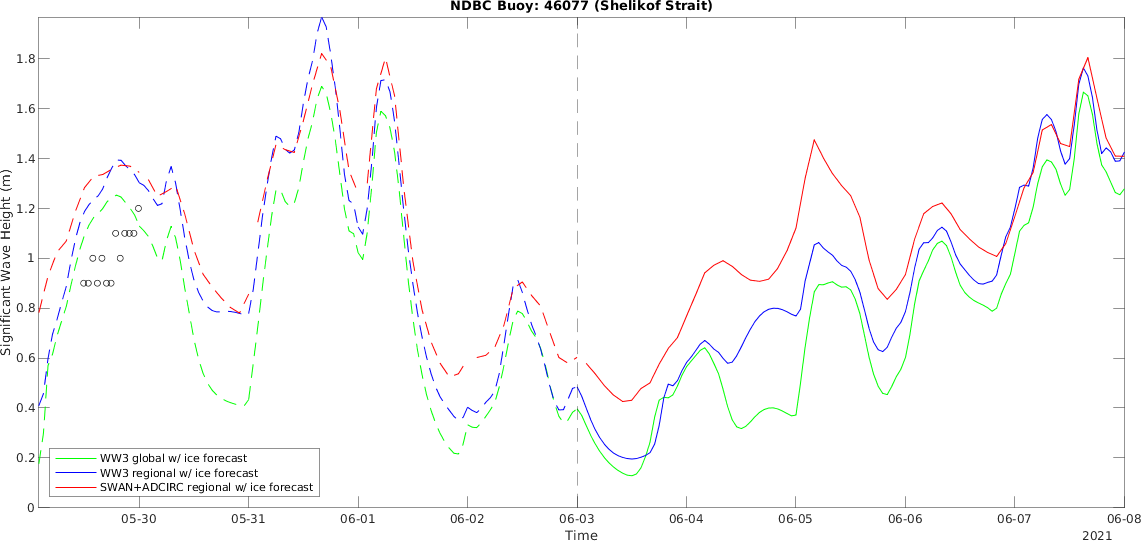 NDBC Buoy: 46077 (Shelikof Strait)
Significant Wave Height (m)
1.8
1.6
1.4
1.2
1
0.8
0.6
0.4
0.2
0
WW3 global w/ ice forecast
WW3 regional w/ ice forecast
SWAN+ADCIRC regional w/ ice forecast
05-30 05-31 06-01 06-02 06-03 06-04 06-05 06-06 06-07 06-08
Time
2021